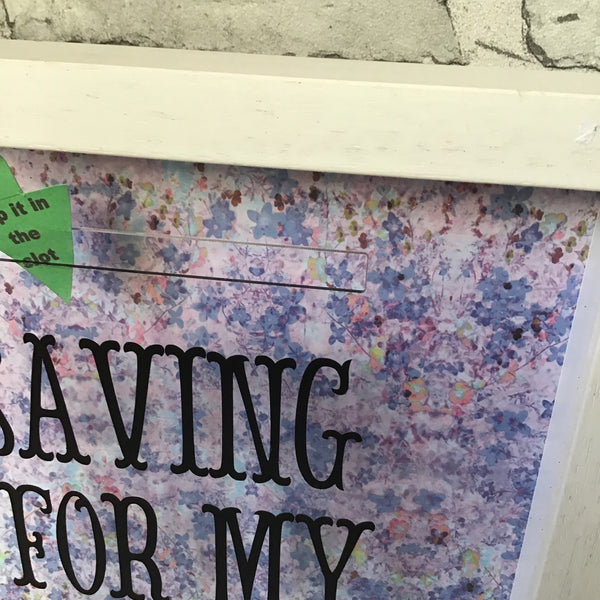 it in
the
slot
SAVING
FOR MY